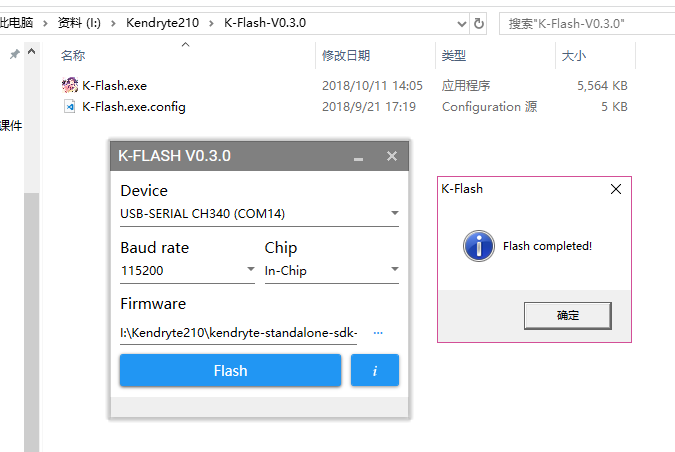 此电脑 > 资料 (I:) > Kendryte210 > K-Flash-V0.3.0
搜索"K-Flash-V0.3.0"
名称 修改日期 类型 大小
K-Flash.exe 2018/10/11 14:05 应用程序 5,564 KB
K-Flash.exe.config 2018/9/21 17:19 Configuration 源 5 KB
课件
K-FLASH V0.3.0
Device
USB-SERIAL CH340 (COM14)
Baud rate Chip
115200 In-Chip
Firmware
I:\Kendryte210\kendryte-standalone-sdk- ...
Flash i
K-Flash
Flash completed!
确定